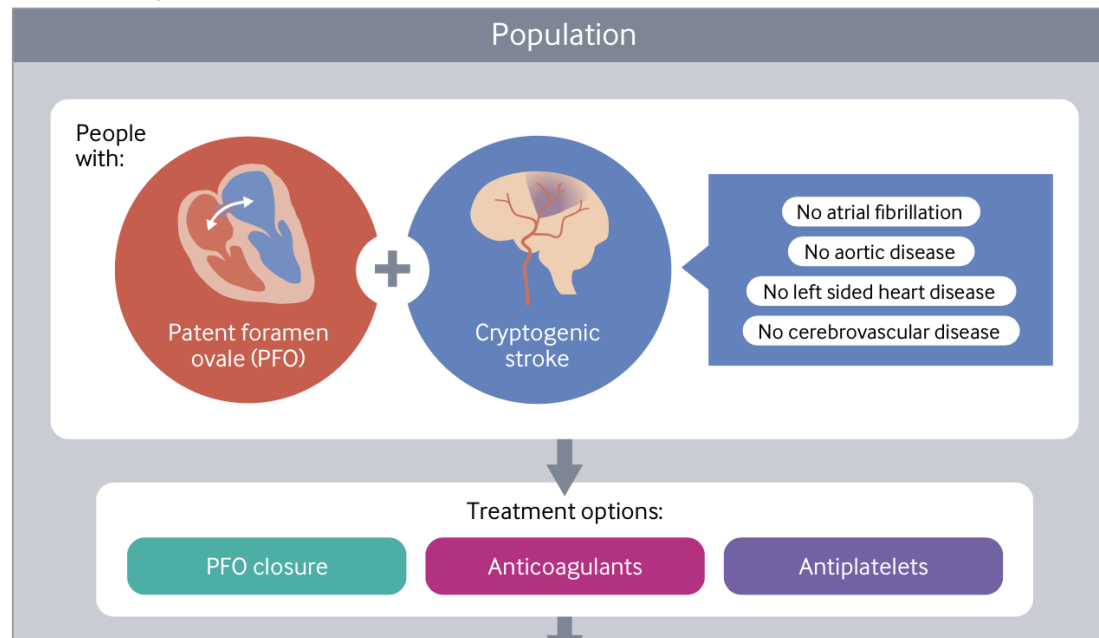 Population
People
with:
Patent foramen
ovale (PFO)
Cryptogenic
stroke
No atrial fibrillation
No aortic disease
No left sided heart disease
No cerebrovascular disease
Treatment options:
PFO closure
Anticoagulants
Antiplatelets